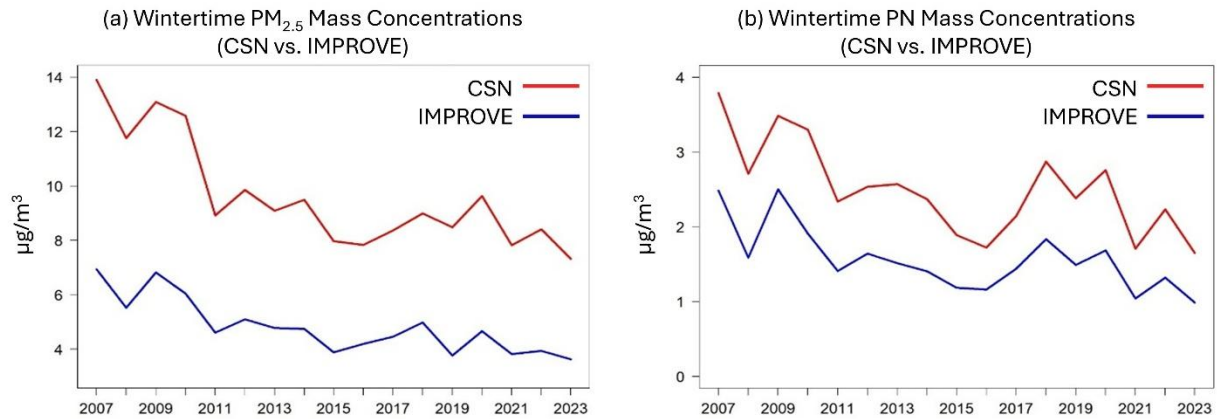 (a) Wintertime PM₂.₅ Mass Concentrations
(CSN vs. IMPROVE)
14
12
10
8
6
4
µg/m³
CSN
IMPROVE
2007 2009 2011 2013 2015 2017 2019 2021 2023
(b) Wintertime PN Mass Concentrations
(CSN vs. IMPROVE)
4
3
2
1
0
µg/m³
CSN
IMPROVE
2007 2009 2011 2013 2015 2017 2019 2021 2023